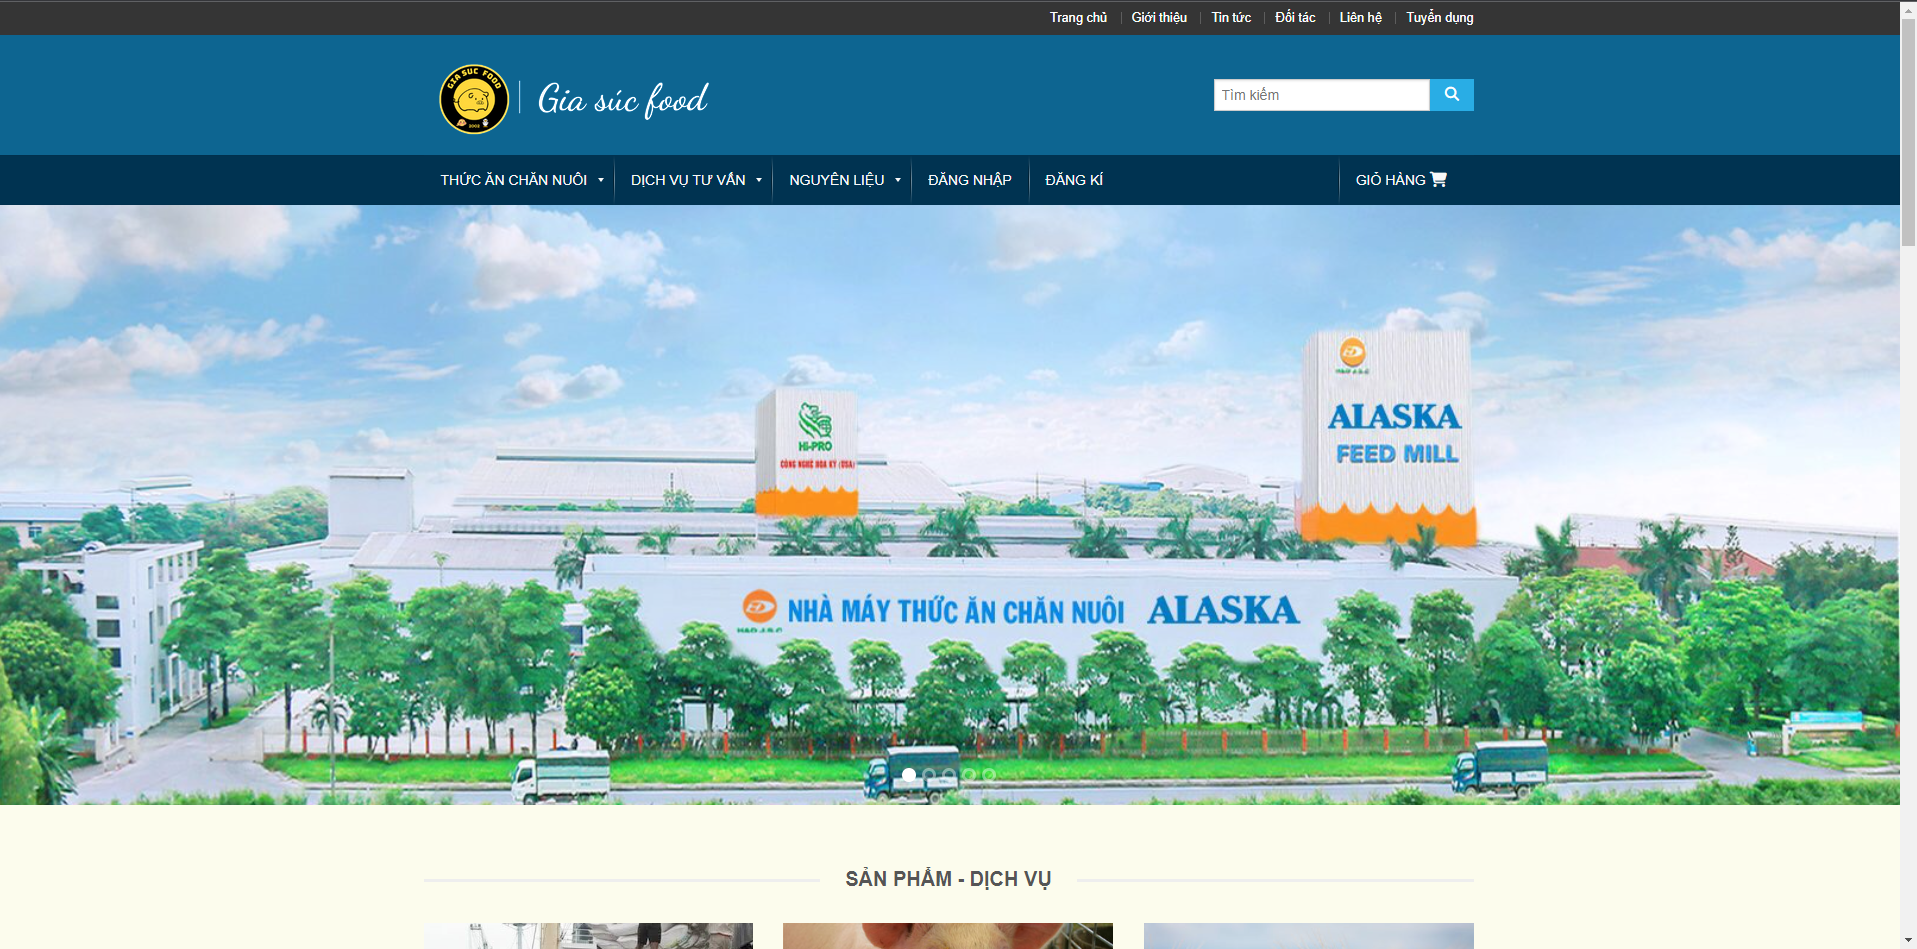 Trang chủ Giới thiệu Tin tức Đối tác Liên hệ Tuyển dụng
GIA SUC FOOD
2002
Gia súc food
Tìm kiếm
THỨC ĂN CHĂN NUÔI DỊCH VỤ TƯ VẤN NGUYÊN LIỆU ĐĂNG NHẬP ĐĂNG KÍ GIỎ HÀNG
ALASKA
FEED MILL
Hi-PRO
CÔNG NGHỆ HOA KỲ (USA)
NHÀ MÁY THỨC ĂN CHĂN NUÔI ALASKA
SẢN PHẨM - DỊCH VỤ